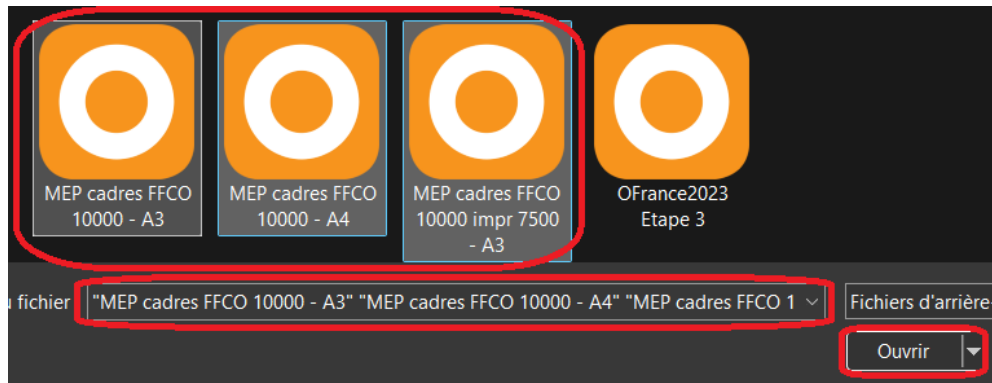 MEP cadres FFCO
10000 - A3
MEP cadres FFCO
10000 - A4
MEP cadres FFCO
10000 impr 7500
- A3
OFrance2023
Etape 3
fichier
"MEP cadres FFCO 10000 - A3" "MEP cadres FFCO 10000 - A4" "MEP cadres FFCO 1
Fichiers d'arrière-
Ouvrir